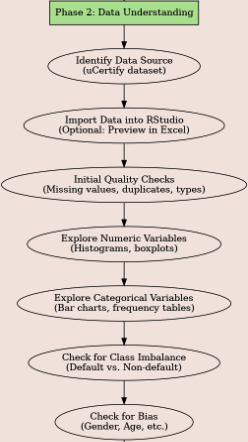 Phase 2: Data Understanding
Identify Data Source
(uCertify dataset)
Import Data into RStudio
(Optional: Preview in Excel)
Initial Quality Checks
(Missing values, duplicates, types)
Explore Numeric Variables
(Histograms, boxplots)
Explore Categorical Variables
(Bar charts, frequency tables)
Check for Class Imbalance
(Default vs. Non-default)
Check for Bias
(Gender, Age, etc.)